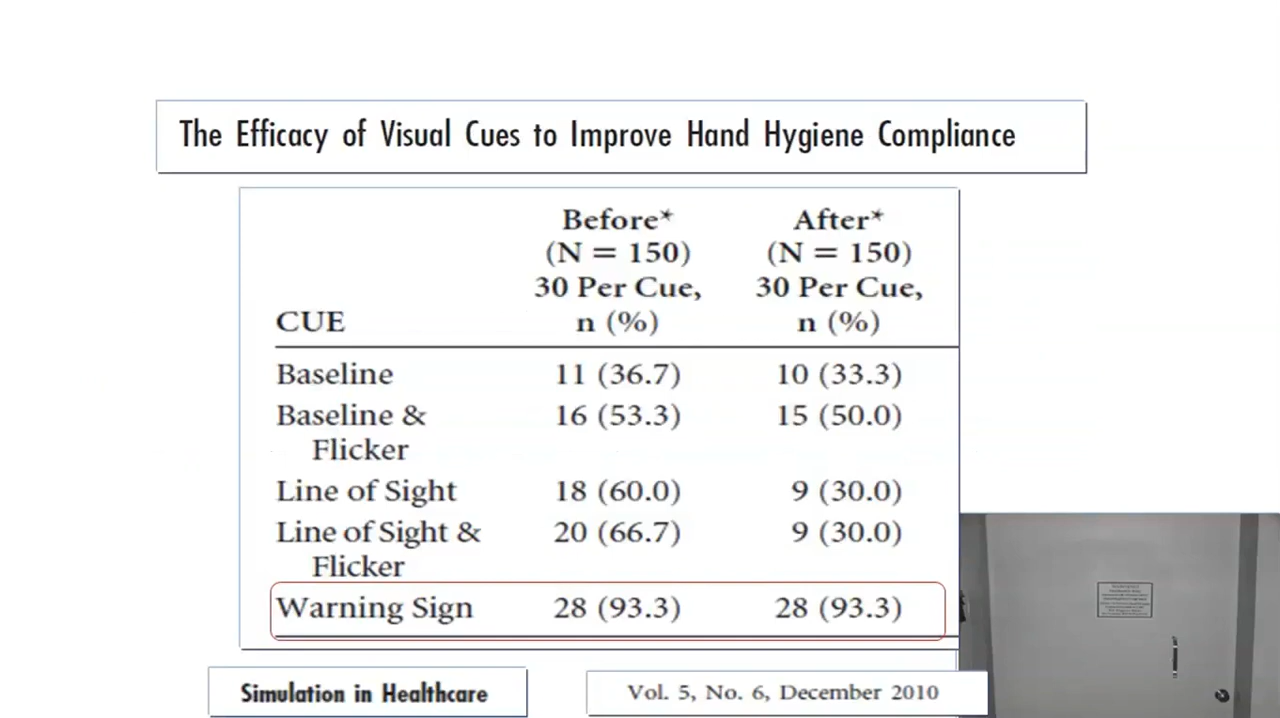 The Efficacy of Visual Cues to Improve Hand Hygiene Compliance
Before* After*
(N = 150) (N = 150)
30 Per Cue, 30 Per Cue,
CUE n (%) n (%)
Baseline 11 (36.7) 10 (33.3)
Baseline & 16 (53.3) 15 (50.0)
Flicker
Line of Sight 18 (60.0) 9 (30.0)
Line of Sight & 20 (66.7) 9 (30.0)
Flicker
Warning Sign 28 (93.3) 28 (93.3)
Simulation in Healthcare
Vol. 5, No. 6, December 2010